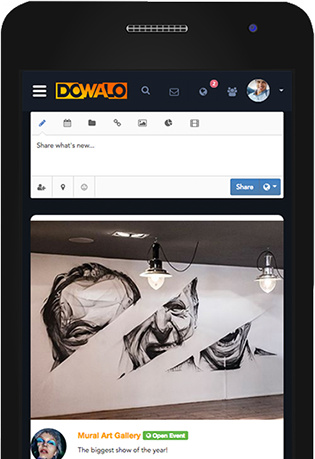 DOWALO
2
Share what's new...
Share
Mural Art Gallery Open Event
The biggest show of the year!